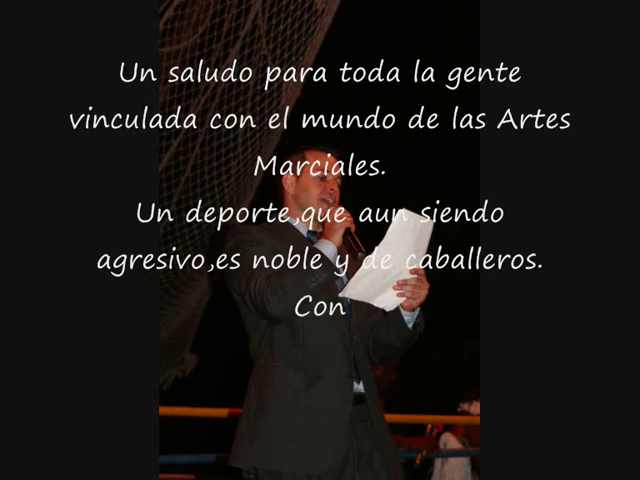 Un saludo para toda la gente
vinculada con el mundo de las Artes
Marciales.
Un deporte,que aun siendo
agresivo,es noble y de caballeros.
Con